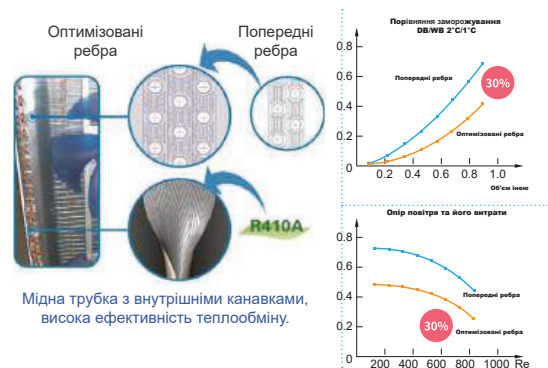 Оптимізовані
ребра
Попередні
ребра
R410A
Мідна трубка з внутрішніми канавками,
висока ефективність теплообміну.
Порівняння заморожування
DB/WB 2°C/1°C
0.8
0.6
0.4
0.2
0
0.2
0.4
0.6
0.8
1.0
Попередні ребра
30%
Оптимізовані ребра
Об'єм інею
Опір повітря та його витрати
0.8
0.6
0.4
0.2
0
200
400
600
800
1000
Re
Попередні ребра
30%
Оптимізовані ребра